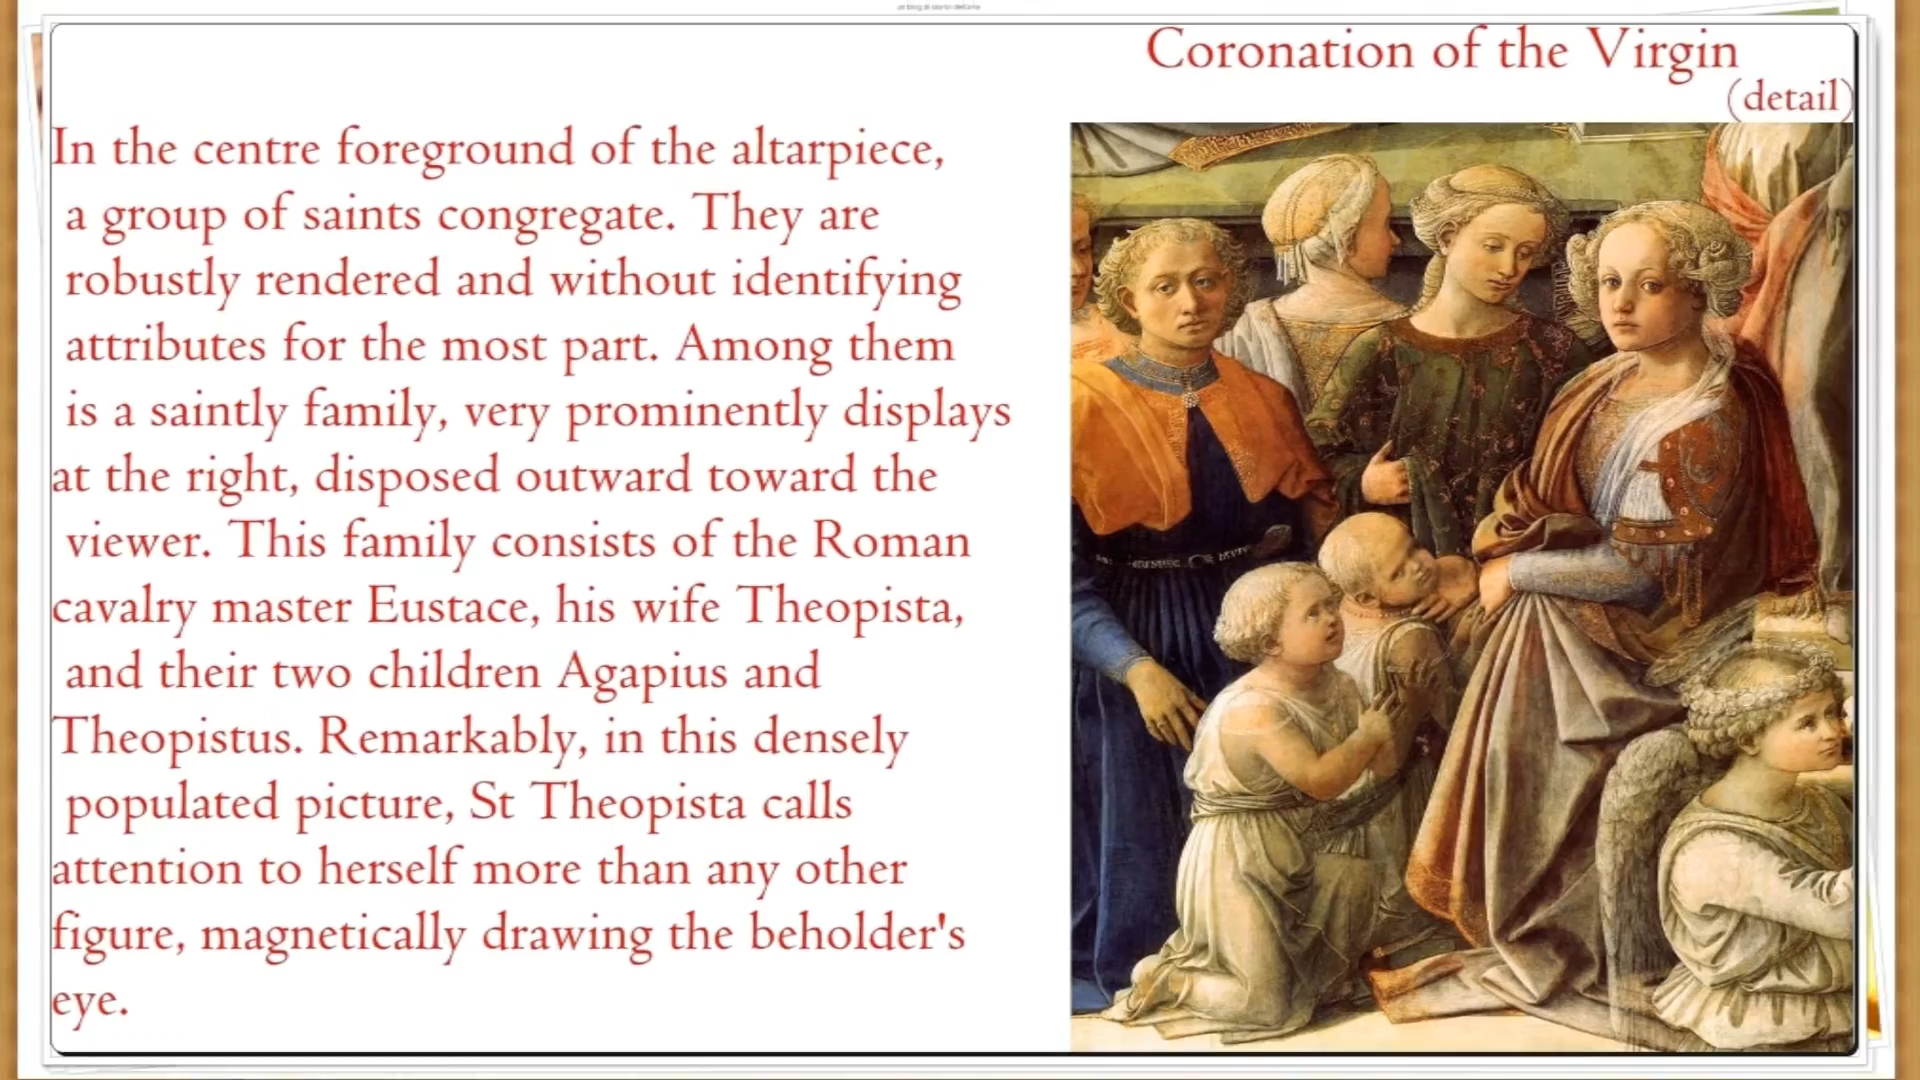 Coronation of the Virgin
(detail)
In the centre foreground of the altarpiece,
a group of saints congregate. They are
robustly rendered and without identifying
attributes for the most part. Among them
is a saintly family, very prominently displays
at the right, disposed outward toward the
viewer. This family consists of the Roman
cavalry master Eustace, his wife Theopista,
and their two children Agapius and
Theopistus. Remarkably, in this densely
populated picture, St Theopista calls
attention to herself more than any other
figure, magnetically drawing the beholder's
eye.